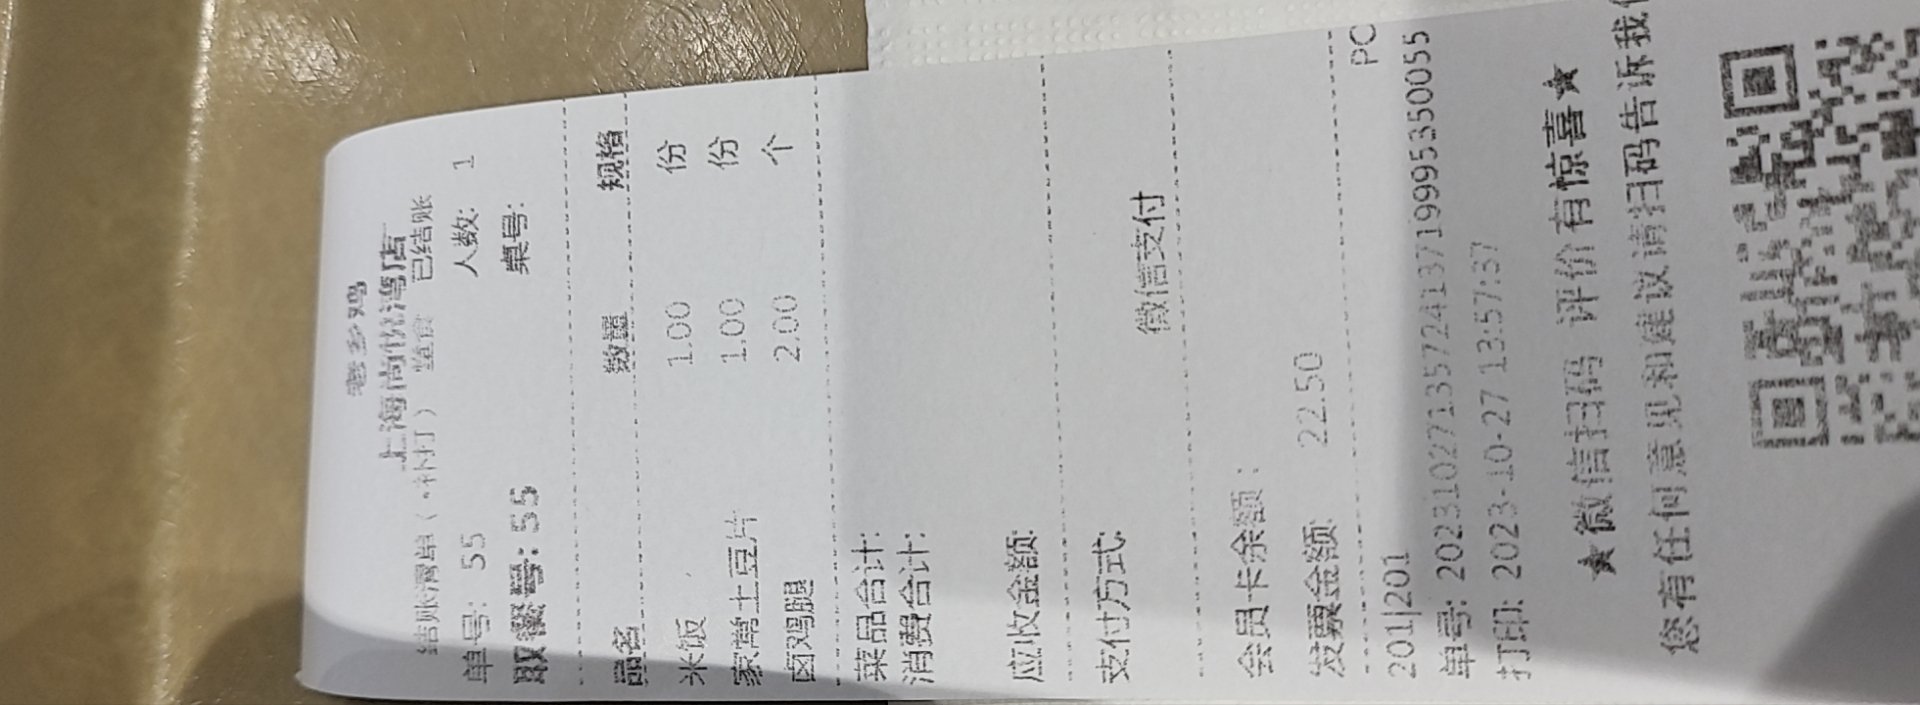 老乡鸡
上海尚悦湾店
结账单（*补打） 堂食 已结账
单号: 55 人数: 1
取餐号: 55 桌号:
品名 数量 规格
米饭 1.00 份
家常土豆片 1.00 份
卤鸡腿 2.00 个
菜品合计:
消费合计:
应收金额:
支付方式: 微信支付
会员卡余额:
发票金额: 22.50
201|201 PC
单号: 20231027135724137199953500​55
打印: 2023-10-27 13:57:37
★微信扫码 评价有惊喜★
您有任何意见和建议请扫码告诉我们